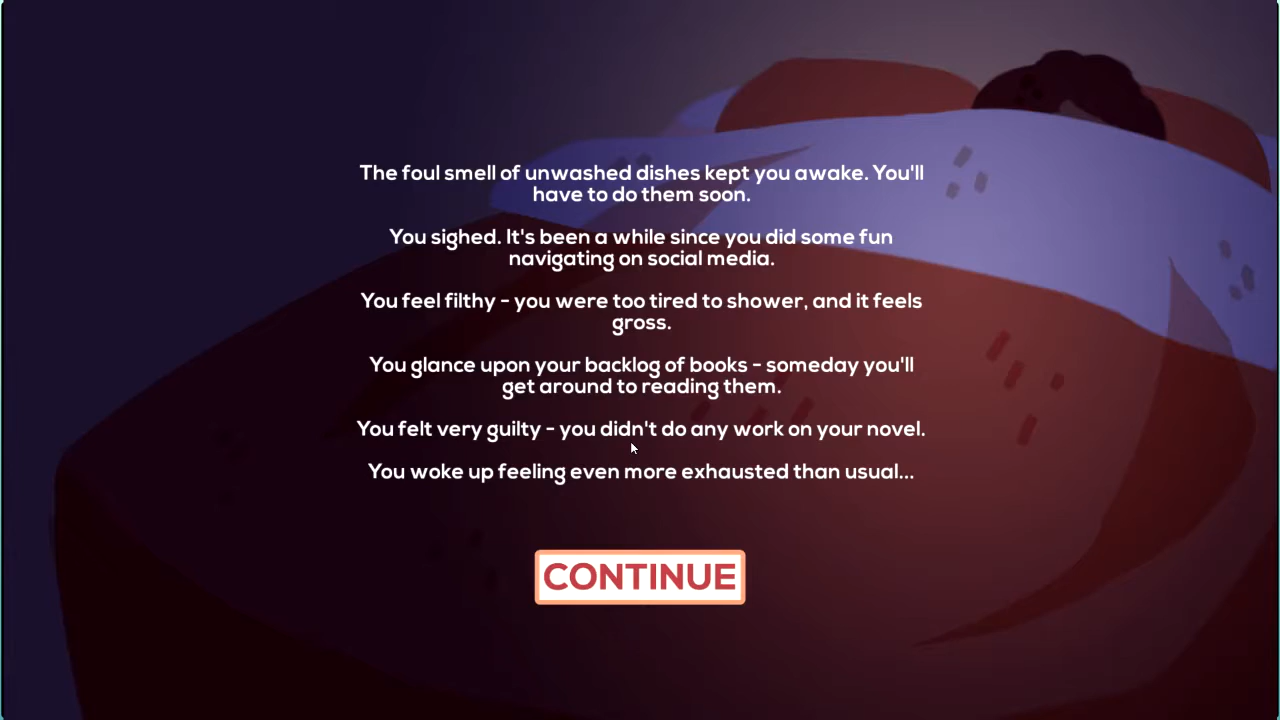 The foul smell of unwashed dishes kept you awake. You'll
have to do them soon.
You sighed. It's been a while since you did some fun
navigating on social media.
You feel filthy - you were too tired to shower, and it feels
gross.
You glance upon your backlog of books - someday you'll
get around to reading them.
You felt very guilty - you didn't do any work on your novel.
You woke up feeling even more exhausted than usual...
CONTINUE